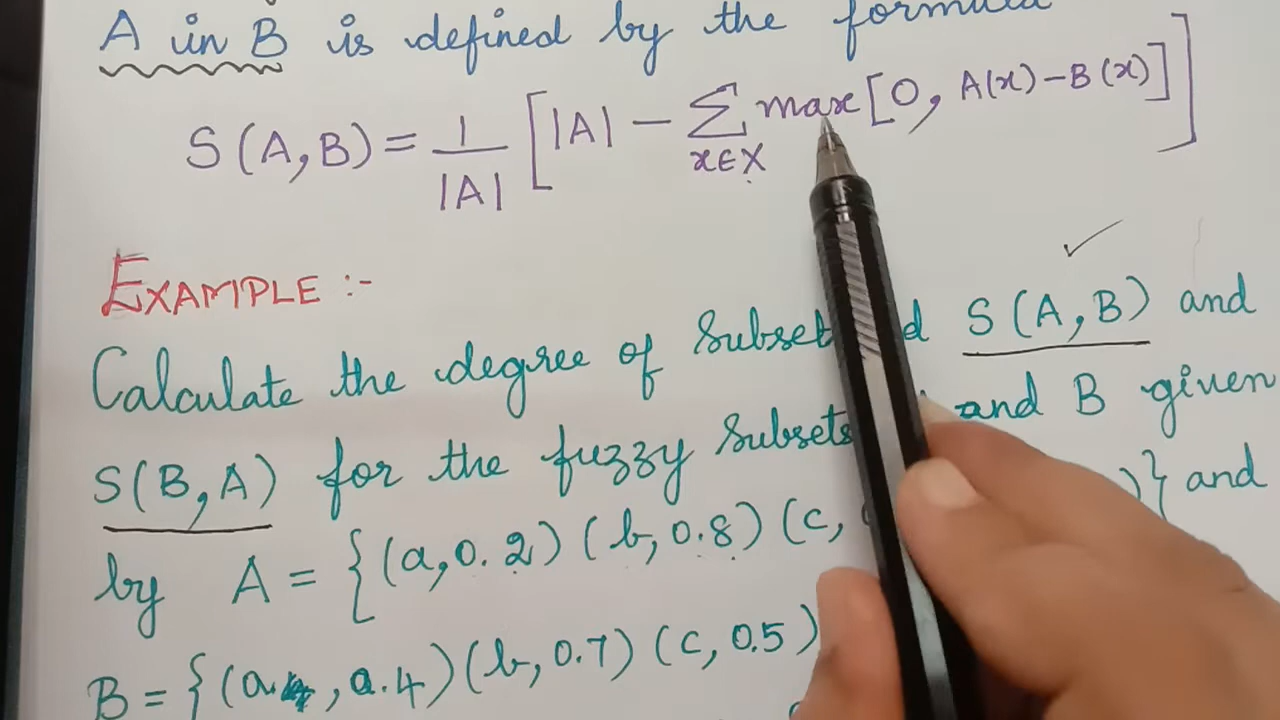 A in B is defined by the formula
S(A,B) = 1/|A| [|A| - ∑ x∈X max[0, A(x)-B(x)]]
EXAMPLE :-
Calculate the degree of S(A,B) and
S(B,A) for the fuzzy Subsets and B given
by A = {(a,0.2) (b,0.8) (c, )} and
B = {(a, 0.4) (b,0.7) (c,0.5)